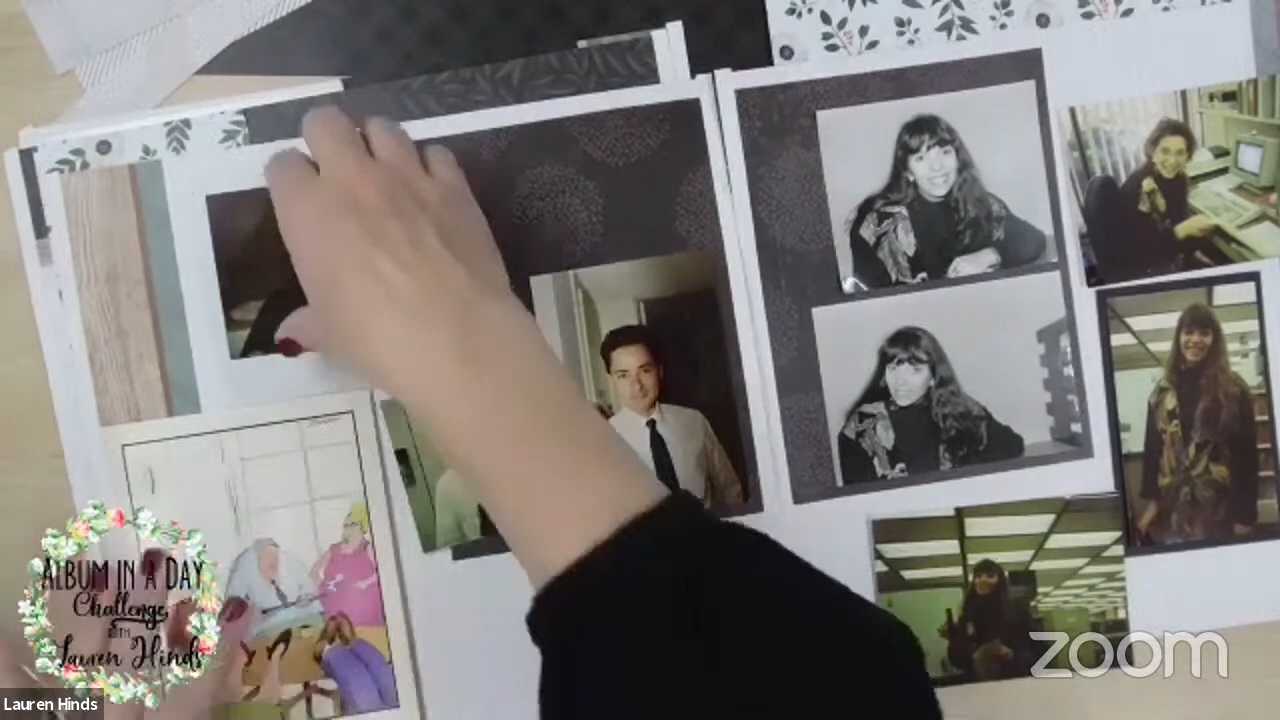 ALBUM IN A DAY
Challenge
WITH
Lauren Hinds
zoom
Lauren Hinds